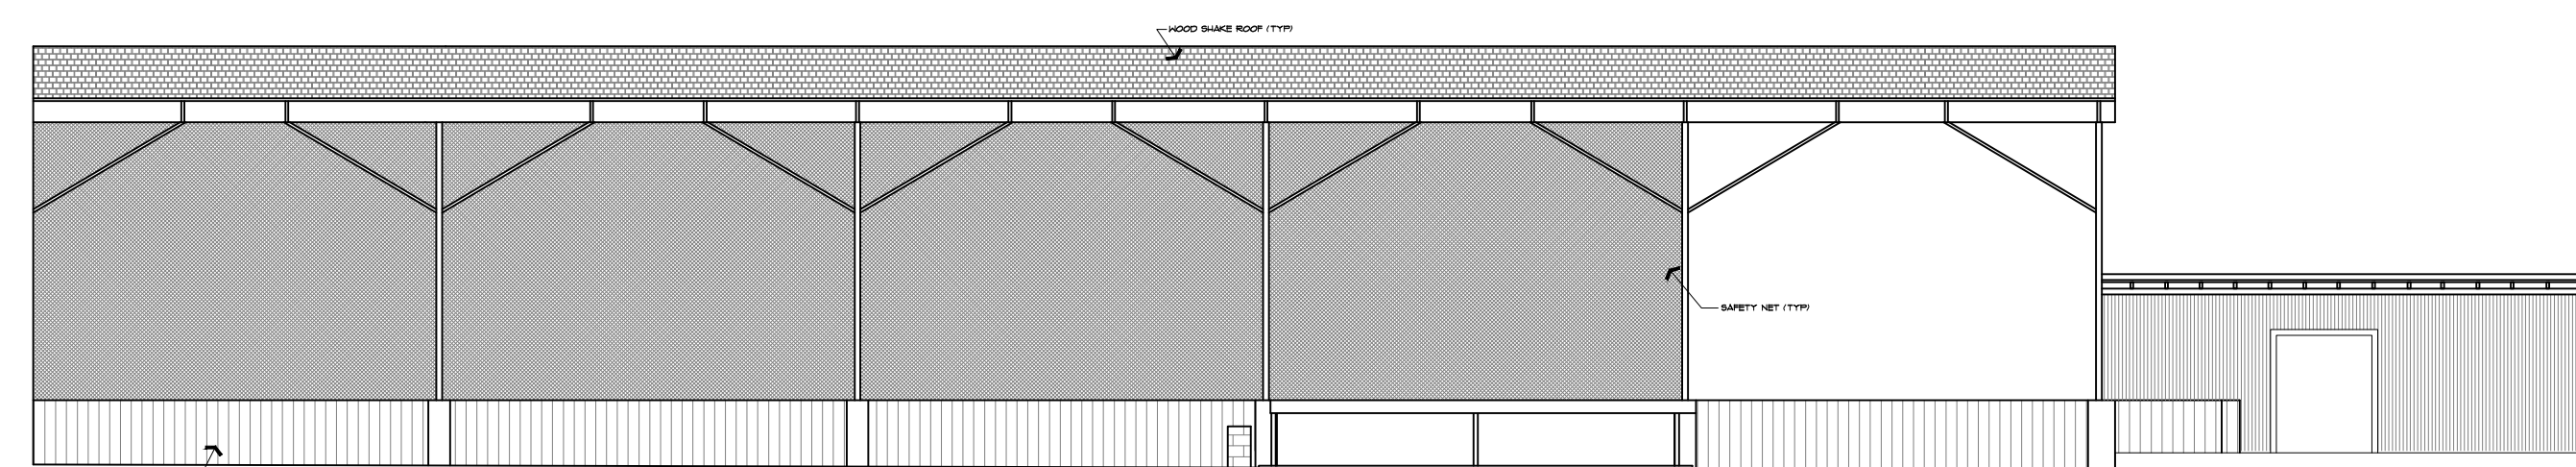 WOOD SHAKE ROOF (TYP)
SAFETY NET (TYP)